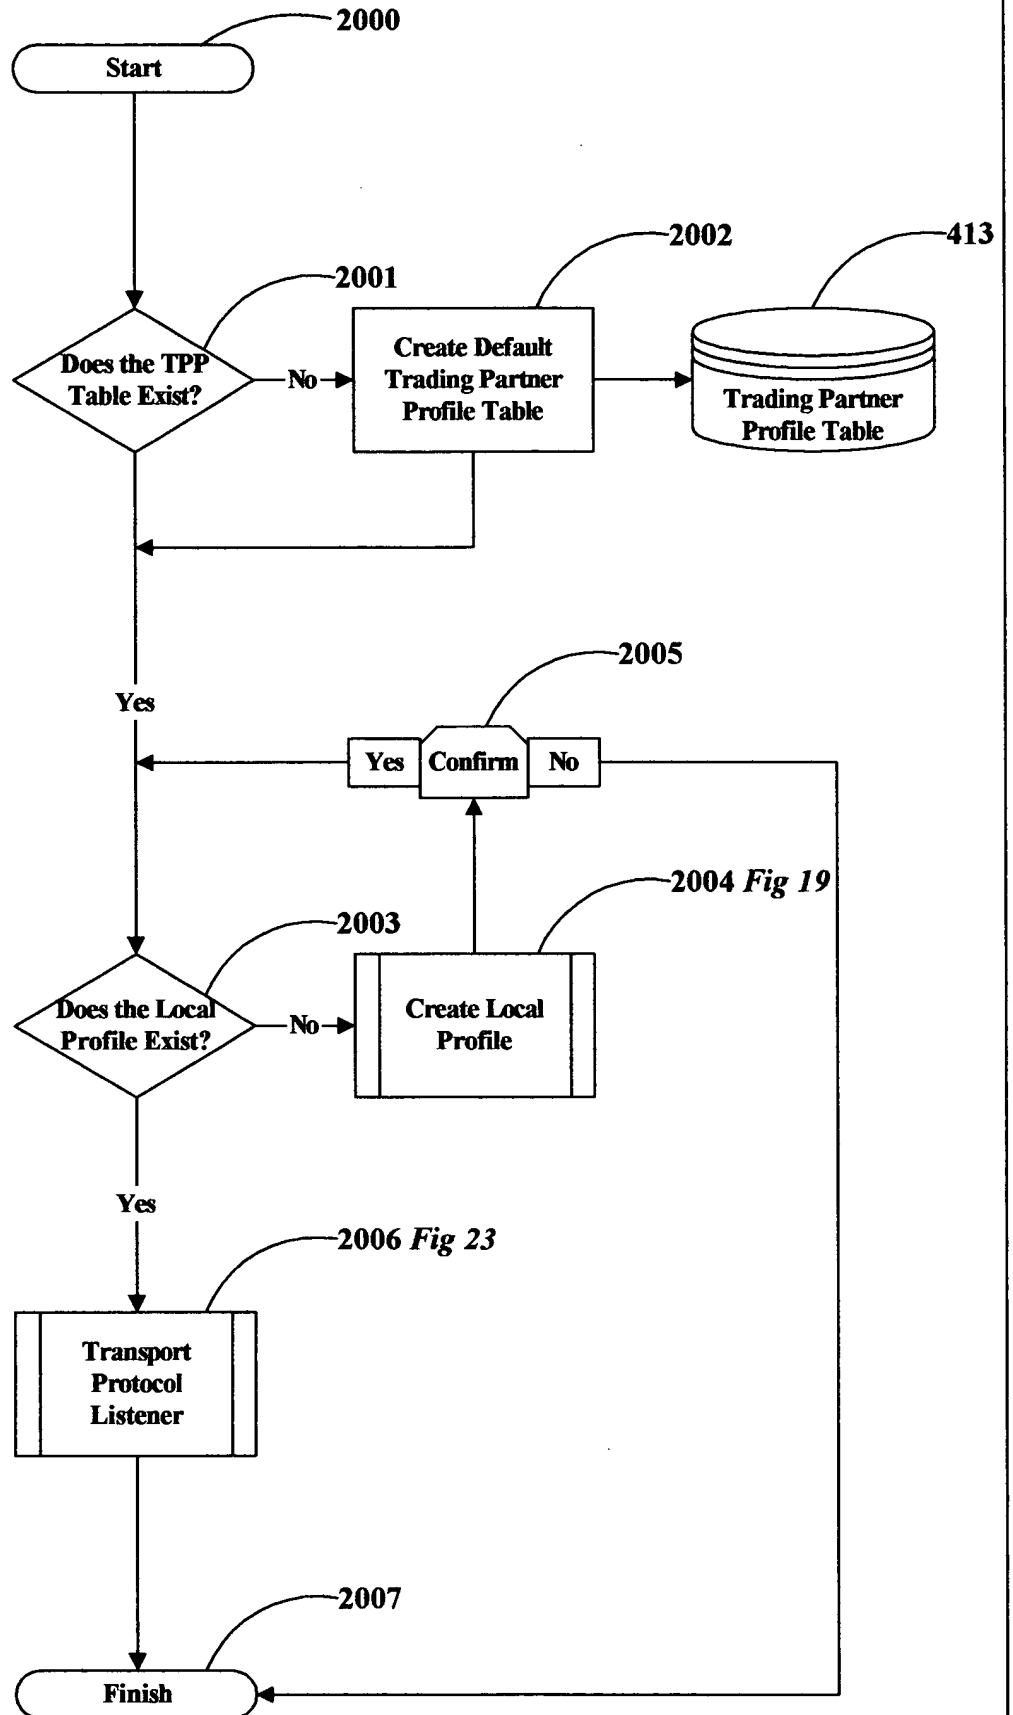 2000
Start
2002
413
2001
Does the TPP
Table Exist?
No
Create Default
Trading Partner
Profile Table
Trading Partner
Profile Table
Yes
2005
Yes
Confirm
No
2004 Fig 19
2003
Does the Local
Profile Exist?
No
Create Local
Profile
Yes
2006 Fig 23
Transport
Protocol
Listener
2007
Finish